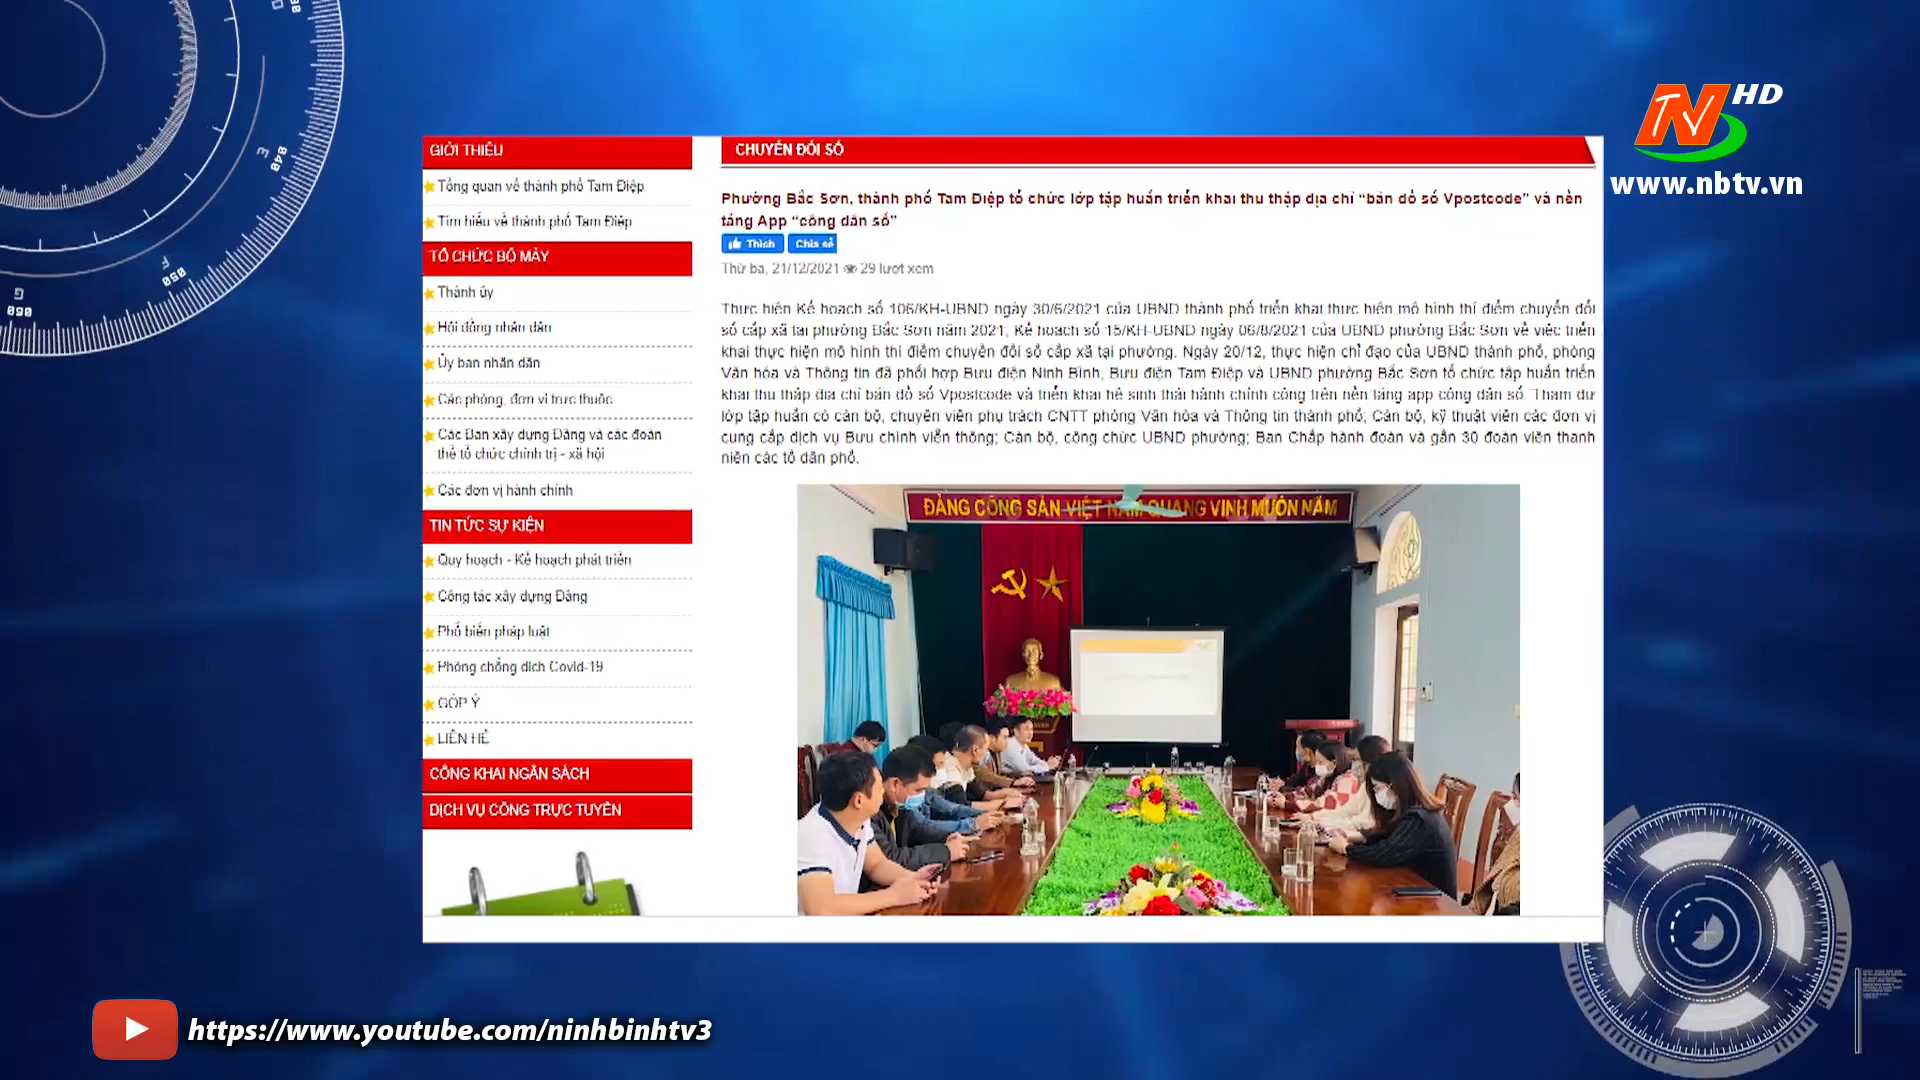 NTV HD
www.nbtv.vn
GIỚI THIỆU
Tổng quan về thành phố Tam Điệp
Tìm hiểu về thành phố Tam Điệp
TỔ CHỨC BỘ MÁY
Thành ủy
Hội đồng nhân dân
Ủy ban nhân dân
Các phòng, đơn vị trực thuộc
Các Ban xây dựng Đảng và các đoàn
thể tổ chức chính trị - xã hội
Các đơn vị hành chính
TIN TỨC SỰ KIỆN
Quy hoạch - Kế hoạch phát triển
Công tác xây dựng Đảng
Phổ biến pháp luật
Phòng chống dịch Covid-19
GÓP Ý
LIÊN HỆ
CÔNG KHAI NGÂN SÁCH
DỊCH VỤ CÔNG TRỰC TUYẾN
CHUYỂN ĐỔI SỐ
Phường Bắc Sơn, thành phố Tam Điệp tổ chức lớp tập huấn triển khai thu thập địa chỉ “bản đồ số Vpostcode” và nền
tảng App “công dân số”
Thích Chia sẻ
Thứ ba, 21/12/2021 29 lượt xem
Thực hiện Kế hoạch số 106/KH-UBND ngày 30/6/2021 của UBND thành phố triển khai thực hiện mô hình thí điểm chuyển đổi
số cấp xã tại phường Bắc Sơn năm 2021, Kế hoạch số 15/KH-UBND ngày 06/8/2021 của UBND phường Bắc Sơn về việc triển
khai thực hiện mô hình thí điểm chuyển đổi số cấp xã tại phường. Ngày 20/12, thực hiện chỉ đạo của UBND thành phố, phòng
Văn hóa và Thông tin đã phối hợp Bưu điện Ninh Bình, Bưu điện Tam Điệp và UBND phường Bắc Sơn tổ chức tập huấn triển
khai thu thập địa chỉ bản đồ số Vpostcode và triển khai hệ sinh thái hành chính công trên nền tảng app công dân số. Tham dự
lớp tập huấn có cán bộ, chuyên viên phụ trách CNTT phòng Văn hóa và Thông tin thành phố; Cán bộ, kỹ thuật viên các đơn vị
cung cấp dịch vụ Bưu chính viễn thông; Cán bộ, công chức UBND phường; Ban Chấp hành đoàn và gần 30 đoàn viên thanh
niên các tổ dân phố.
ĐẢNG CỘNG SẢN VIỆT NAM QUANG VINH MUÔN NĂM
https://www.youtube.com/ninhbinhtv3